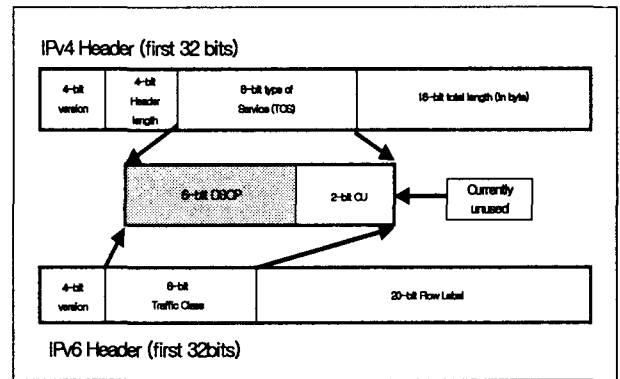 IPv4 Header (first 32 bits)
4-bit
version
4-bit
Header
length
8-bit type of
Service (TOS)
16-bit total length (in byte)
6-bit DSCP
2-bit CU
Currently
unused
4-bit
version
8-bit
Traffic Class
20-bit Flow Label
IPv6 Header (first 32bits)